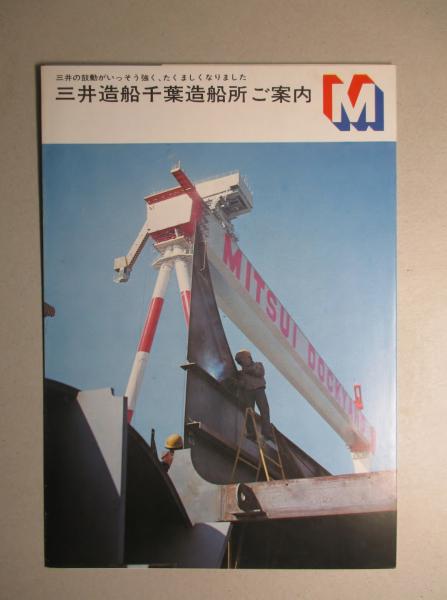 三井の鼓動がいっそう強く、たくましくなりました
三井造船千葉造船所ご案内
M
MITSUI DOCKYARD